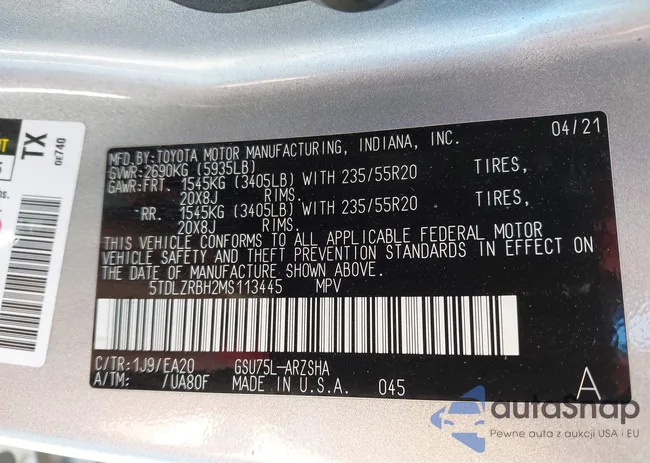 TX
0E740
MFD.BY:TOYOTA MOTOR MANUFACTURING, INDIANA, INC. 04/21
GVWR:2690KG (5935LB)
GAWR:FRT. 1545KG (3405LB) WITH 235/55R20 TIRES,
20X8J RIMS.
RR. 1545KG (3405LB) WITH 235/55R20 TIRES,
20X8J RIMS.
THIS VEHICLE CONFORMS TO ALL APPLICABLE FEDERAL MOTOR
VEHICLE SAFETY AND THEFT PREVENTION STANDARDS IN EFFECT ON
THE DATE OF MANUFACTURE SHOWN ABOVE.
5TDLZRBH2MS113445 MPV
C/TR:1J9/EA20 GSU75L-ARZSHA
A/TM: /UA80F MADE IN U.S.A. 045 A
autoSnap
Pewne auta z aukcji USA i EU